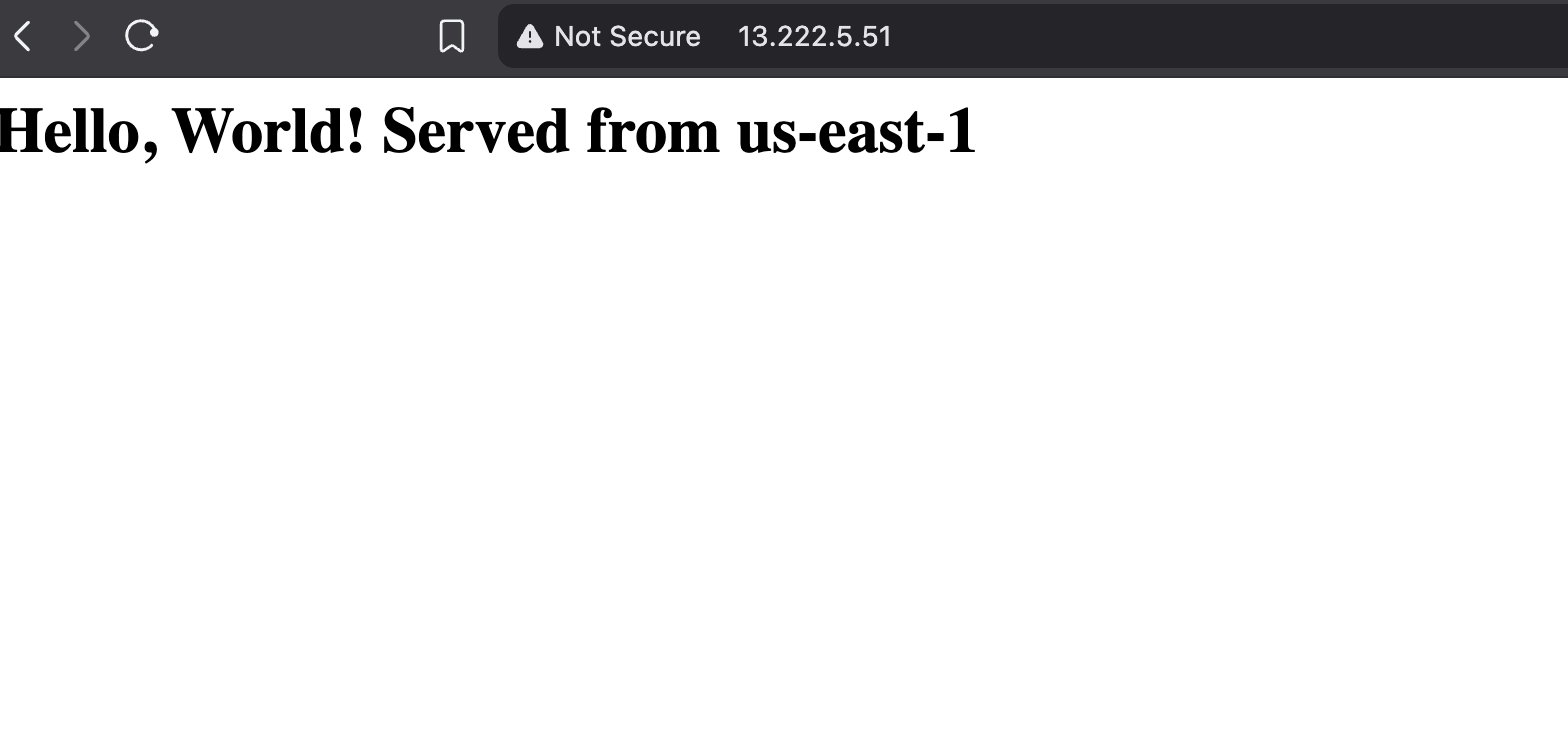 Not Secure 13.222.5.51
Hello, World! Served from us-east-1